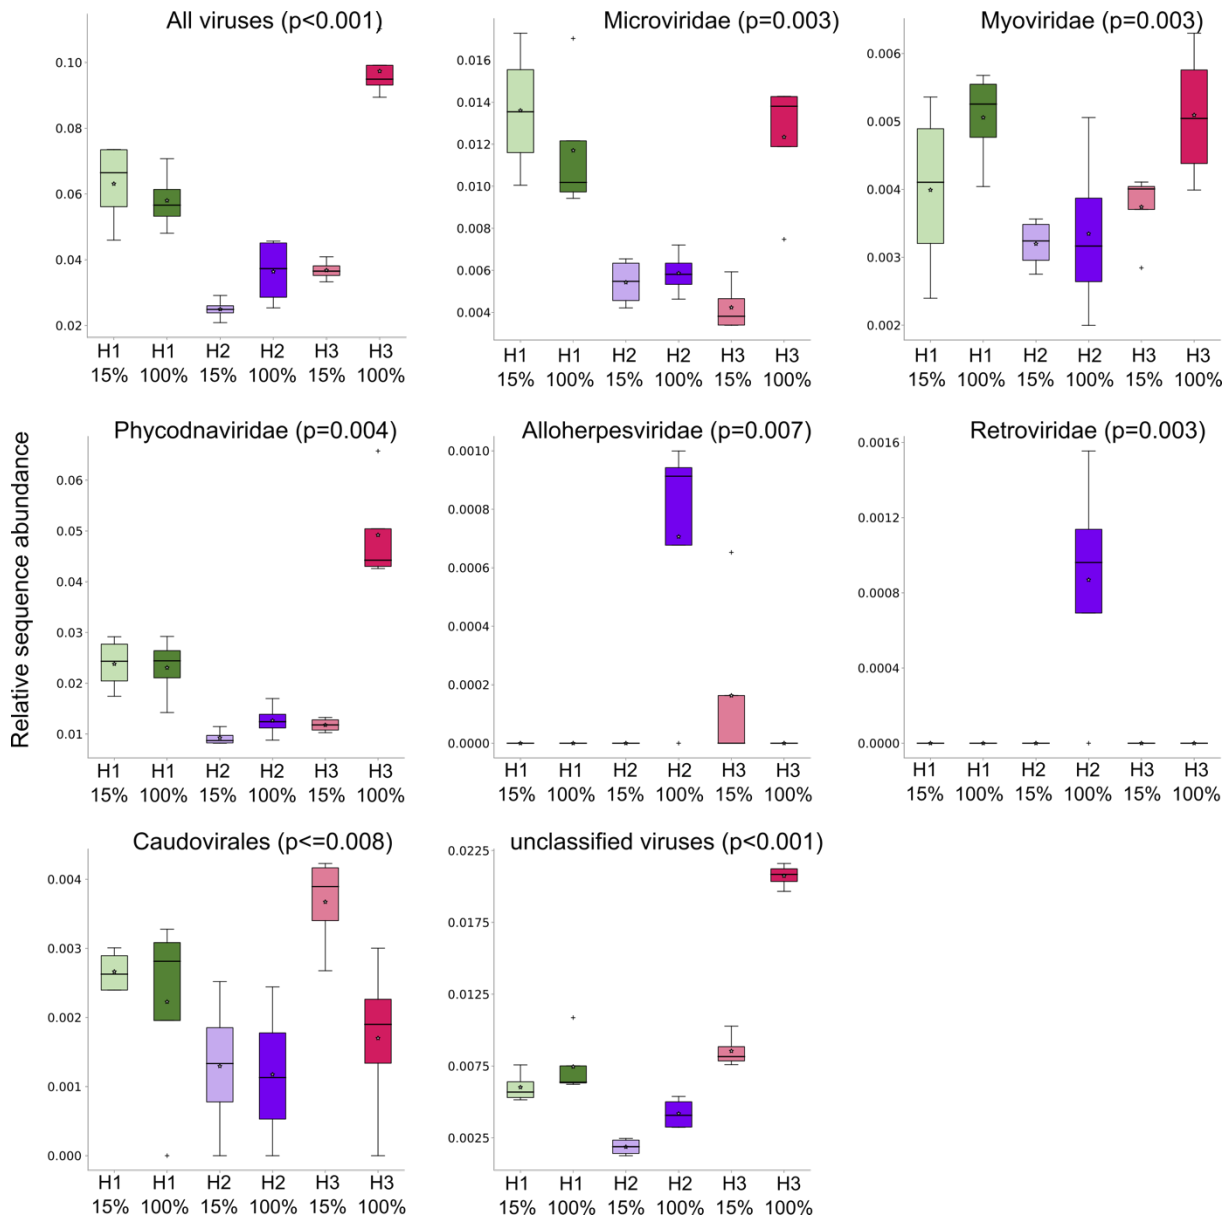 All viruses (p<0.001)
0.10
0.08
0.06
0.04
0.02
H1 H1 H2 H2 H3 H3
15% 100% 15% 100% 15% 100%
Microviridae (p=0.003)
0.016
0.014
0.012
0.010
0.008
0.006
0.004
H1 H1 H2 H2 H3 H3
15% 100% 15% 100% 15% 100%
Myoviridae (p=0.003)
0.006
0.005
0.004
0.003
0.002
H1 H1 H2 H2 H3 H3
15% 100% 15% 100% 15% 100%
Relative sequence abundance
Phycodnaviridae (p=0.004)
0.06
0.05
0.04
0.03
0.02
0.01
H1 H1 H2 H2 H3 H3
15% 100% 15% 100% 15% 100%
Alloherpesviridae (p=0.007)
0.0010
0.0008
0.0006
0.0004
0.0002
0.0000
H1 H1 H2 H2 H3 H3
15% 100% 15% 100% 15% 100%
Retroviridae (p=0.003)
0.0016
0.0012
0.0008
0.0004
0.0000
H1 H1 H2 H2 H3 H3
15% 100% 15% 100% 15% 100%
Caudovirales (p<=0.008)
0.004
0.003
0.002
0.001
0.000
H1 H1 H2 H2 H3 H3
15% 100% 15% 100% 15% 100%
unclassified viruses (p<0.001)
0.0225
0.0175
0.0125
0.0075
0.0025
H1 H1 H2 H2 H3 H3
15% 100% 15% 100% 15% 100%